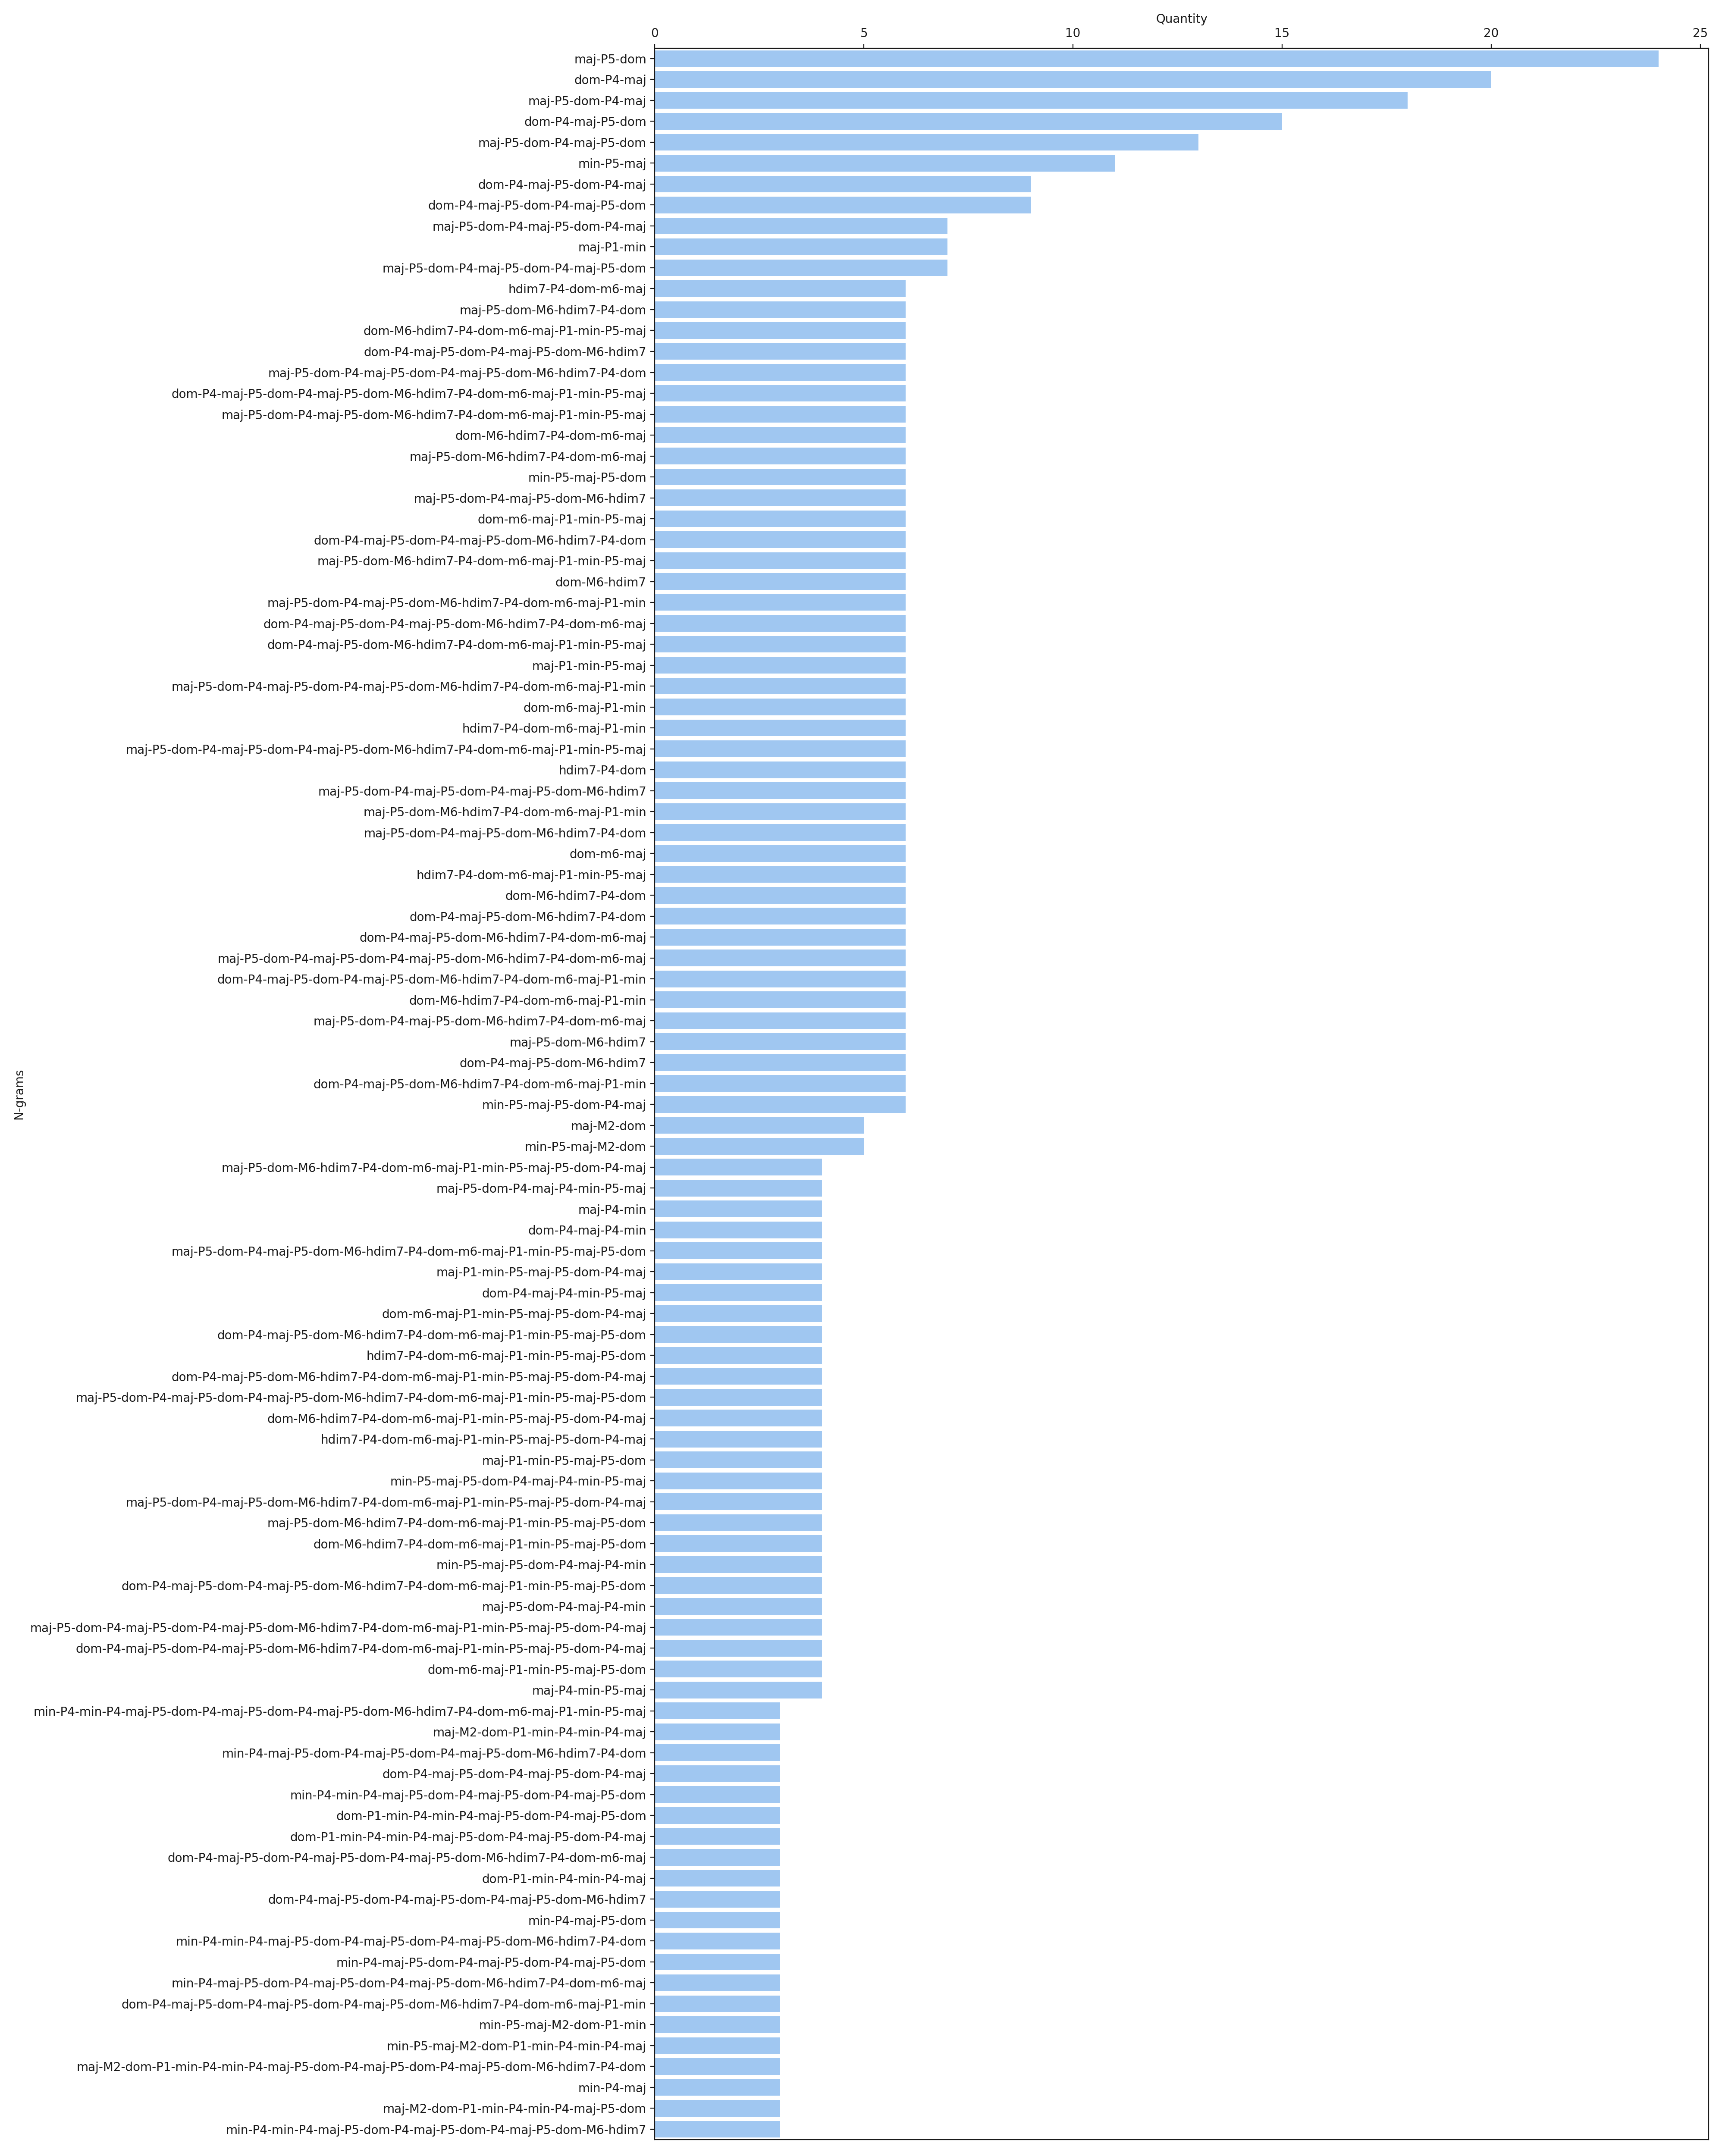 Quantity
0 5 10 15 20 25
maj-P5-dom
dom-P4-maj
maj-P5-dom-P4-maj
dom-P4-maj-P5-dom
maj-P5-dom-P4-maj-P5-dom
min-P5-maj
dom-P4-maj-P5-dom-P4-maj
dom-P4-maj-P5-dom-P4-maj-P5-dom
maj-P5-dom-P4-maj-P5-dom-P4-maj
maj-P1-min
maj-P5-dom-P4-maj-P5-dom-P4-maj-P5-dom
hdim7-P4-dom-m6-maj
maj-P5-dom-M6-hdim7-P4-dom
dom-M6-hdim7-P4-dom-m6-maj-P1-min-P5-maj
dom-P4-maj-P5-dom-P4-maj-P5-dom-M6-hdim7
maj-P5-dom-P4-maj-P5-dom-P4-maj-P5-dom-M6-hdim7-P4-dom
dom-P4-maj-P5-dom-P4-maj-P5-dom-M6-hdim7-P4-dom-m6-maj-P1-min-P5-maj
maj-P5-dom-P4-maj-P5-dom-M6-hdim7-P4-dom-m6-maj-P1-min-P5-maj
dom-M6-hdim7-P4-dom-m6-maj
maj-P5-dom-M6-hdim7-P4-dom-m6-maj
min-P5-maj-P5-dom
maj-P5-dom-P4-maj-P5-dom-M6-hdim7
dom-m6-maj-P1-min-P5-maj
dom-P4-maj-P5-dom-P4-maj-P5-dom-M6-hdim7-P4-dom
maj-P5-dom-M6-hdim7-P4-dom-m6-maj-P1-min-P5-maj
dom-M6-hdim7
maj-P5-dom-P4-maj-P5-dom-M6-hdim7-P4-dom-m6-maj-P1-min
dom-P4-maj-P5-dom-P4-maj-P5-dom-M6-hdim7-P4-dom-m6-maj
dom-P4-maj-P5-dom-M6-hdim7-P4-dom-m6-maj-P1-min-P5-maj
maj-P1-min-P5-maj
maj-P5-dom-P4-maj-P5-dom-P4-maj-P5-dom-M6-hdim7-P4-dom-m6-maj-P1-min
dom-m6-maj-P1-min
hdim7-P4-dom-m6-maj-P1-min
maj-P5-dom-P4-maj-P5-dom-P4-maj-P5-dom-M6-hdim7-P4-dom-m6-maj-P1-min-P5-maj
hdim7-P4-dom
maj-P5-dom-P4-maj-P5-dom-P4-maj-P5-dom-M6-hdim7
maj-P5-dom-M6-hdim7-P4-dom-m6-maj-P1-min
maj-P5-dom-P4-maj-P5-dom-M6-hdim7-P4-dom
dom-m6-maj
hdim7-P4-dom-m6-maj-P1-min-P5-maj
dom-M6-hdim7-P4-dom
dom-P4-maj-P5-dom-M6-hdim7-P4-dom
dom-P4-maj-P5-dom-M6-hdim7-P4-dom-m6-maj
maj-P5-dom-P4-maj-P5-dom-P4-maj-P5-dom-M6-hdim7-P4-dom-m6-maj
dom-P4-maj-P5-dom-P4-maj-P5-dom-M6-hdim7-P4-dom-m6-maj-P1-min
dom-M6-hdim7-P4-dom-m6-maj-P1-min
maj-P5-dom-P4-maj-P5-dom-M6-hdim7-P4-dom-m6-maj
maj-P5-dom-M6-hdim7
dom-P4-maj-P5-dom-M6-hdim7
dom-P4-maj-P5-dom-M6-hdim7-P4-dom-m6-maj-P1-min
N-grams
min-P5-maj-P5-dom-P4-maj
maj-M2-dom
min-P5-maj-M2-dom
maj-P5-dom-M6-hdim7-P4-dom-m6-maj-P1-min-P5-maj-P5-dom-P4-maj
maj-P5-dom-P4-maj-P4-min-P5-maj
maj-P4-min
dom-P4-maj-P4-min
maj-P5-dom-P4-maj-P5-dom-M6-hdim7-P4-dom-m6-maj-P1-min-P5-maj-P5-dom
maj-P1-min-P5-maj-P5-dom-P4-maj
dom-P4-maj-P4-min-P5-maj
dom-m6-maj-P1-min-P5-maj-P5-dom-P4-maj
dom-P4-maj-P5-dom-M6-hdim7-P4-dom-m6-maj-P1-min-P5-maj-P5-dom
hdim7-P4-dom-m6-maj-P1-min-P5-maj-P5-dom
dom-P4-maj-P5-dom-M6-hdim7-P4-dom-m6-maj-P1-min-P5-maj-P5-dom-P4-maj
maj-P5-dom-P4-maj-P5-dom-P4-maj-P5-dom-M6-hdim7-P4-dom-m6-maj-P1-min-P5-maj-P5-dom
dom-M6-hdim7-P4-dom-m6-maj-P1-min-P5-maj-P5-dom-P4-maj
hdim7-P4-dom-m6-maj-P1-min-P5-maj-P5-dom-P4-maj
maj-P1-min-P5-maj-P5-dom
min-P5-maj-P5-dom-P4-maj-P4-min-P5-maj
maj-P5-dom-P4-maj-P5-dom-M6-hdim7-P4-dom-m6-maj-P1-min-P5-maj-P5-dom-P4-maj
maj-P5-dom-M6-hdim7-P4-dom-m6-maj-P1-min-P5-maj-P5-dom
dom-M6-hdim7-P4-dom-m6-maj-P1-min-P5-maj-P5-dom
min-P5-maj-P5-dom-P4-maj-P4-min
dom-P4-maj-P5-dom-P4-maj-P5-dom-M6-hdim7-P4-dom-m6-maj-P1-min-P5-maj-P5-dom
maj-P5-dom-P4-maj-P4-min
maj-P5-dom-P4-maj-P5-dom-P4-maj-P5-dom-M6-hdim7-P4-dom-m6-maj-P1-min-P5-maj-P5-dom-P4-maj
dom-P4-maj-P5-dom-P4-maj-P5-dom-M6-hdim7-P4-dom-m6-maj-P1-min-P5-maj-P5-dom-P4-maj
dom-m6-maj-P1-min-P5-maj-P5-dom
maj-P4-min-P5-maj
min-P4-min-P4-maj-P5-dom-P4-maj-P5-dom-P4-maj-P5-dom-M6-hdim7-P4-dom-m6-maj-P1-min-P5-maj
maj-M2-dom-P1-min-P4-min-P4-maj
min-P4-maj-P5-dom-P4-maj-P5-dom-P4-maj-P5-dom-M6-hdim7-P4-dom
dom-P4-maj-P5-dom-P4-maj-P5-dom-P4-maj
min-P4-min-P4-maj-P5-dom-P4-maj-P5-dom-P4-maj-P5-dom
dom-P1-min-P4-min-P4-maj-P5-dom-P4-maj-P5-dom
dom-P1-min-P4-min-P4-maj-P5-dom-P4-maj-P5-dom-P4-maj
dom-P4-maj-P5-dom-P4-maj-P5-dom-P4-maj-P5-dom-M6-hdim7-P4-dom-m6-maj
dom-P1-min-P4-min-P4-maj
dom-P4-maj-P5-dom-P4-maj-P5-dom-P4-maj-P5-dom-M6-hdim7
min-P4-maj-P5-dom
min-P4-min-P4-maj-P5-dom-P4-maj-P5-dom-P4-maj-P5-dom-M6-hdim7-P4-dom
min-P4-maj-P5-dom-P4-maj-P5-dom-P4-maj-P5-dom
min-P4-maj-P5-dom-P4-maj-P5-dom-P4-maj-P5-dom-M6-hdim7-P4-dom-m6-maj
dom-P4-maj-P5-dom-P4-maj-P5-dom-P4-maj-P5-dom-M6-hdim7-P4-dom-m6-maj-P1-min
min-P5-maj-M2-dom-P1-min
min-P5-maj-M2-dom-P1-min-P4-min-P4-maj
maj-M2-dom-P1-min-P4-min-P4-maj-P5-dom-P4-maj-P5-dom-P4-maj-P5-dom-M6-hdim7-P4-dom
min-P4-maj
maj-M2-dom-P1-min-P4-min-P4-maj-P5-dom
min-P4-min-P4-maj-P5-dom-P4-maj-P5-dom-P4-maj-P5-dom-M6-hdim7